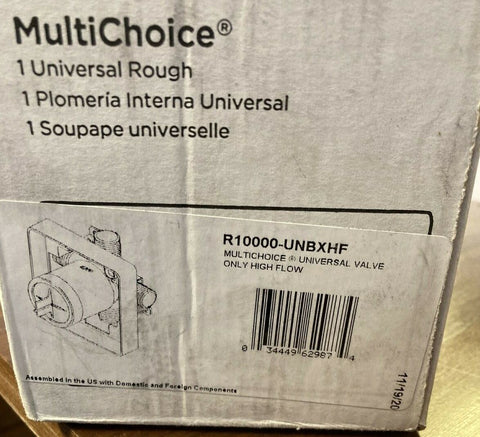 MultiChoice®
1 Universal Rough
1 Plomería Interna Universal
1 Soupape universelle
R10000-UNBXHF
MULTICHOICE ® UNIVERSAL VALVE
ONLY HIGH FLOW
0 34449 62987 4
11/19/20
Assembled in the US with Domestic and Foreign Components